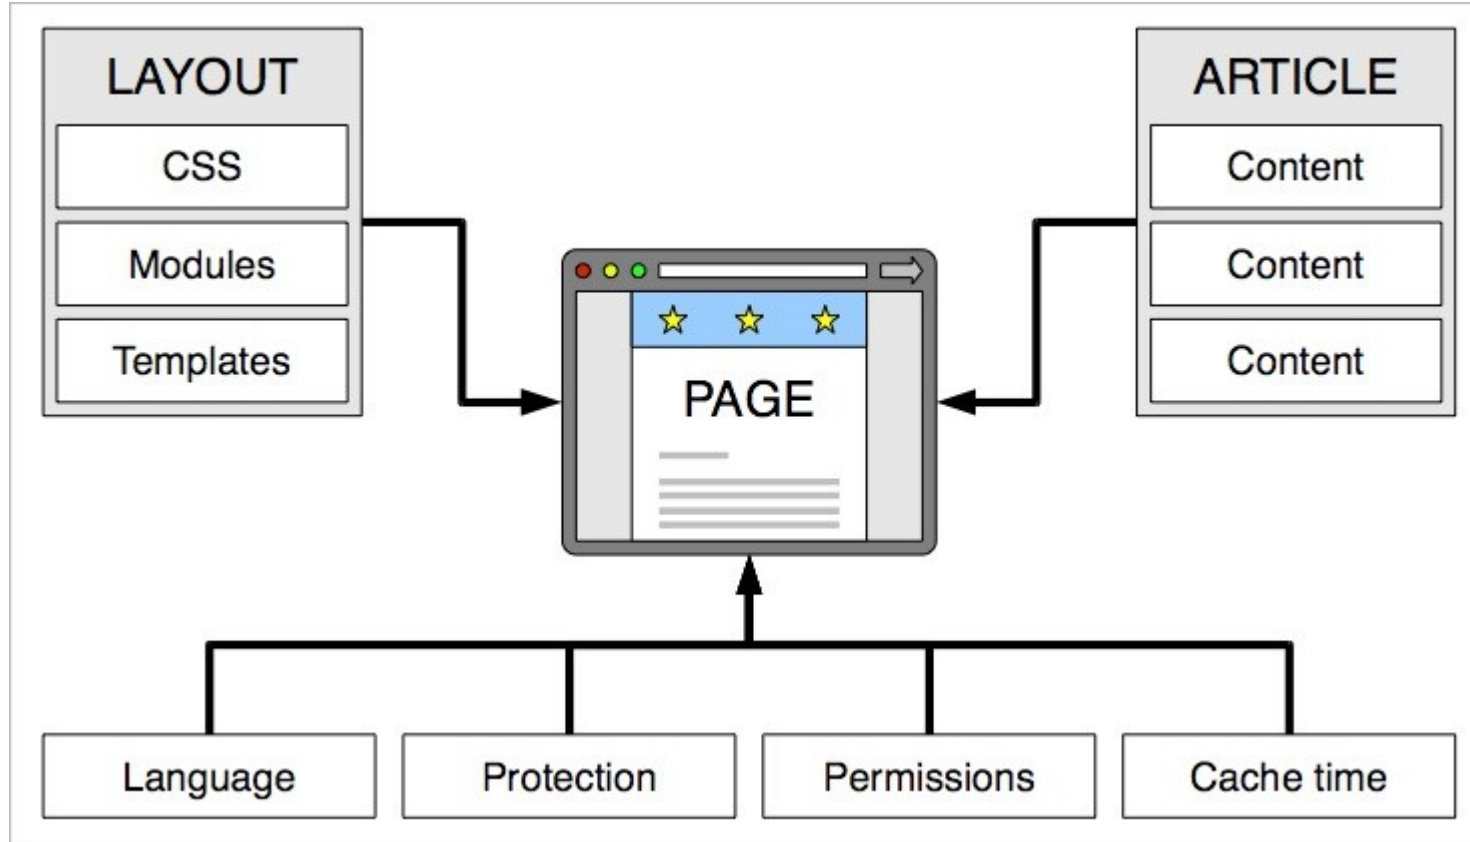 LAYOUT
CSS
Modules
Templates
ARTICLE
Content
Content
Content
PAGE
Language
Protection
Permissions
Cache time